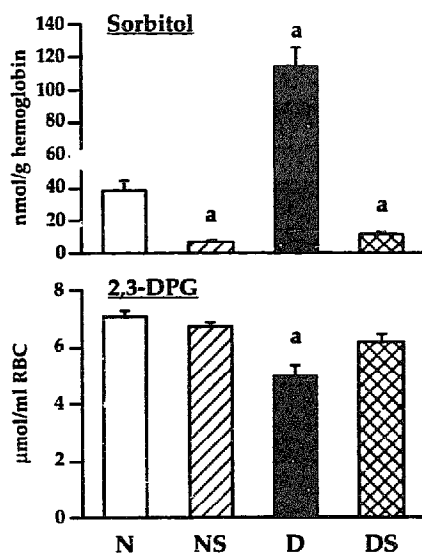 Sorbitol
nmol/g hemoglobin
140
120
100
80
60
40
20
0
a
a
a
2,3-DPG
μmol/ml RBC
8
6
4
2
0
a
N NS D DS